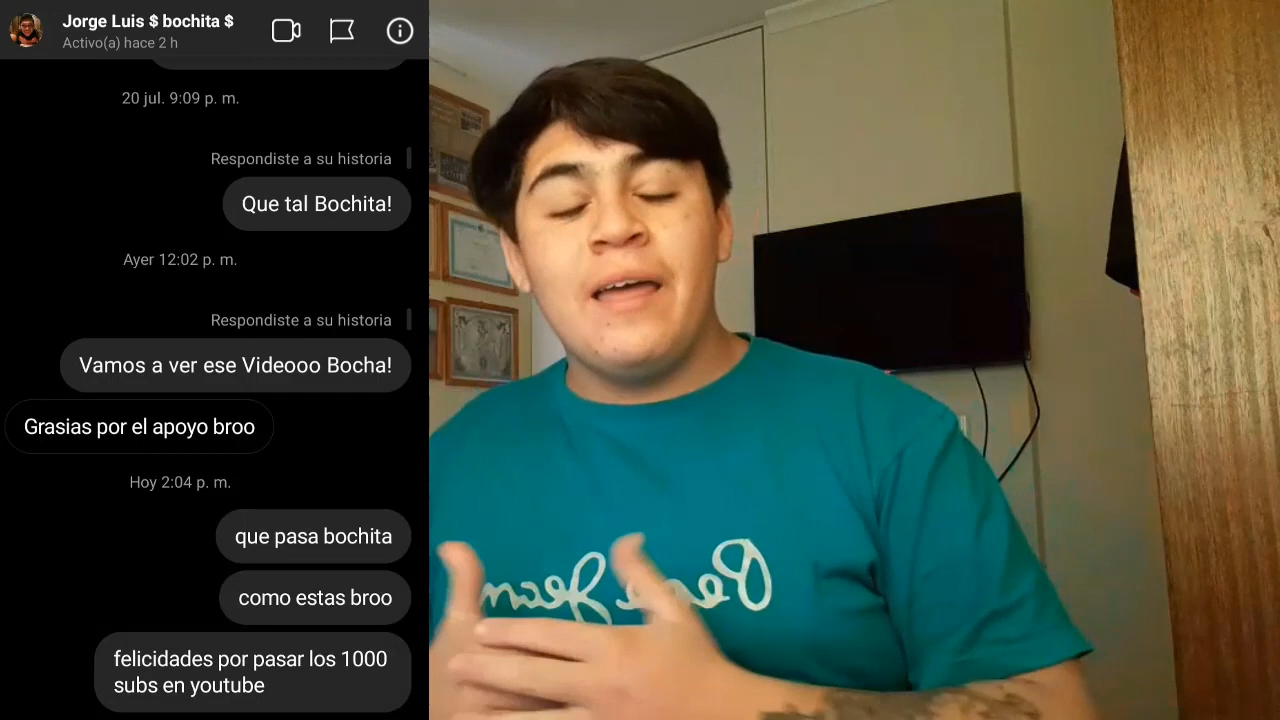 Jorge Luis $ bochita $
Activo(a) hace 2 h
20 jul. 9:09 p. m.
Respondiste a su historia
Que tal Bochita!
Ayer 12:02 p. m.
Respondiste a su historia
Vamos a ver ese Videooo Bocha!
Grasias por el apoyo broo
Hoy 2:04 p. m.
que pasa bochita
como estas broo
felicidades por pasar los 1000
subs en youtube